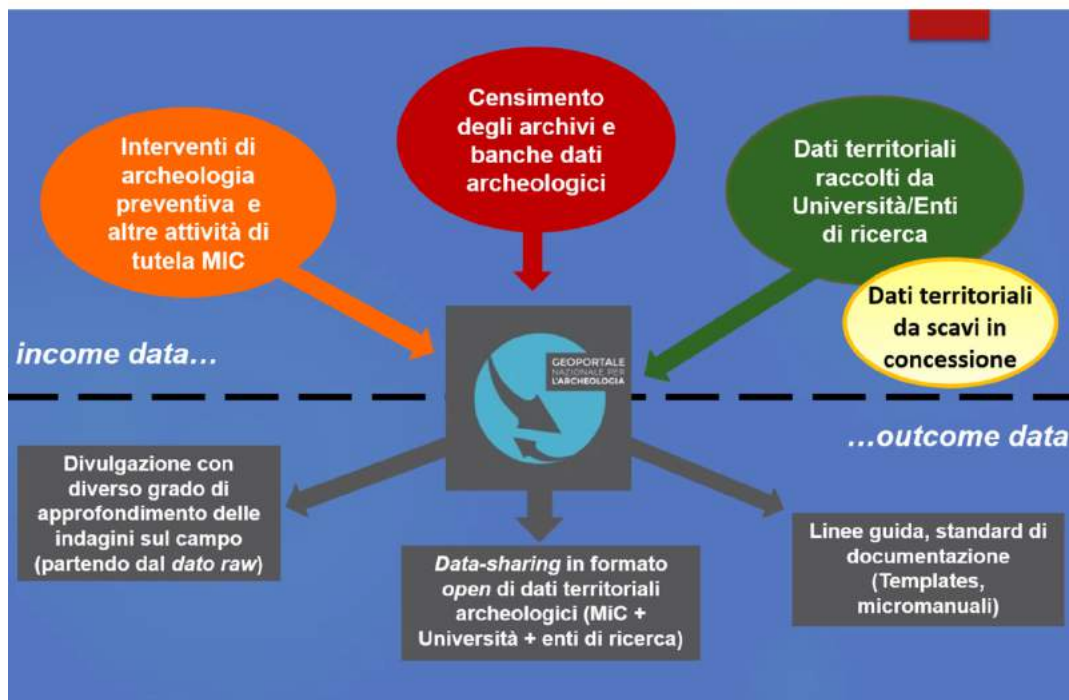 Interventi di
archeologia
preventiva e
altre attività di
tutela MIC
Censimento
degli archivi e
banche dati
archeologici
Dati territoriali
raccolti da
Università/Enti
di ricerca
Dati territoriali
da scavi in
concessione
income data...
GEOPORTALE
NAZIONALE PER
L'ARCHEOLOGIA
...outcome data
Divulgazione con
diverso grado di
approfondimento delle
indagini sul campo
(partendo dal dato raw)
Data-sharing in formato
open di dati territoriali
archeologici (MiC +
Università + enti di ricerca)
Linee guida, standard di
documentazione
(Templates,
micromanuali)